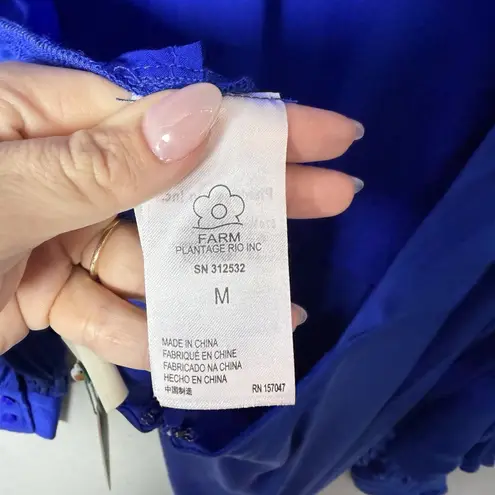 FARM
PLANTAGE RIO INC
SN 312532
M
MADE IN CHINA
FABRIQUÉ EN CHINE
FABRICADO NA CHINA
HECHO EN CHINA
中国制造
RN 157047